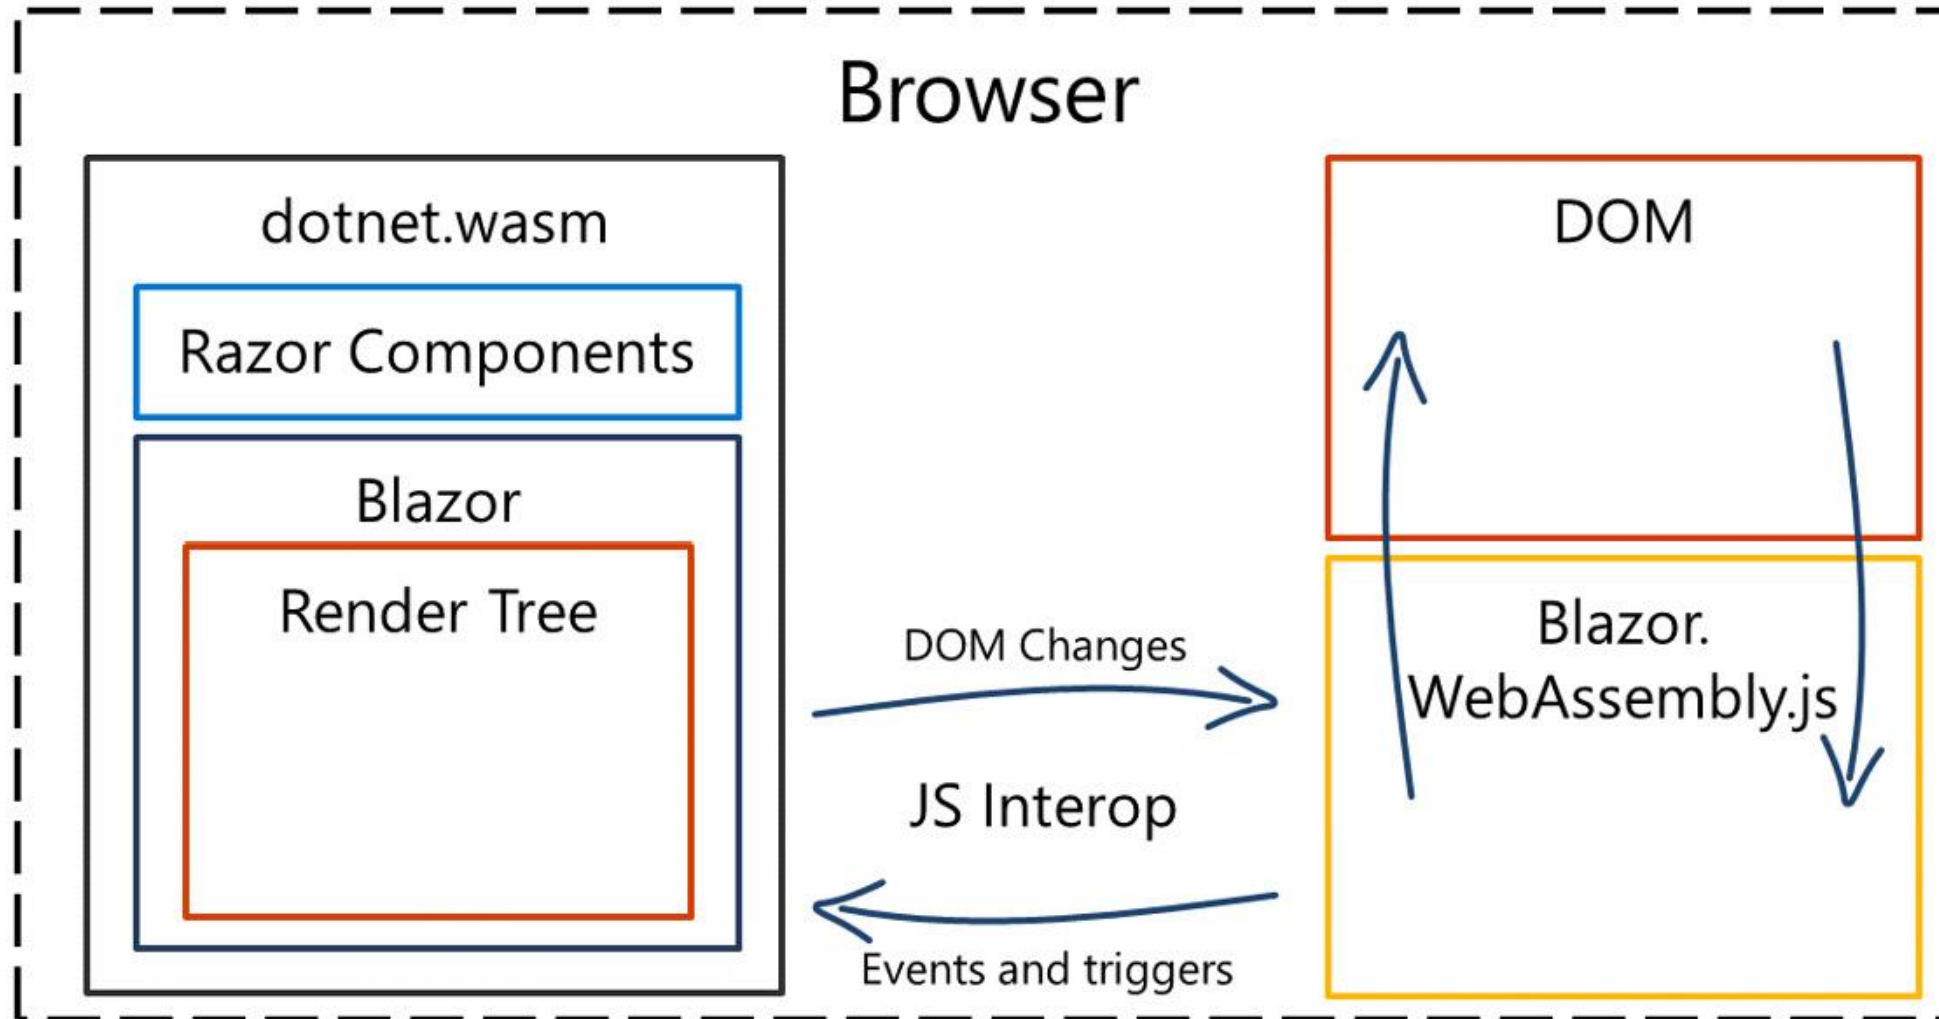 Browser
dotnet.wasm
Razor Components
Blazor
Render Tree
DOM Changes
JS Interop
Events and triggers
DOM
Blazor.
WebAssembly.js